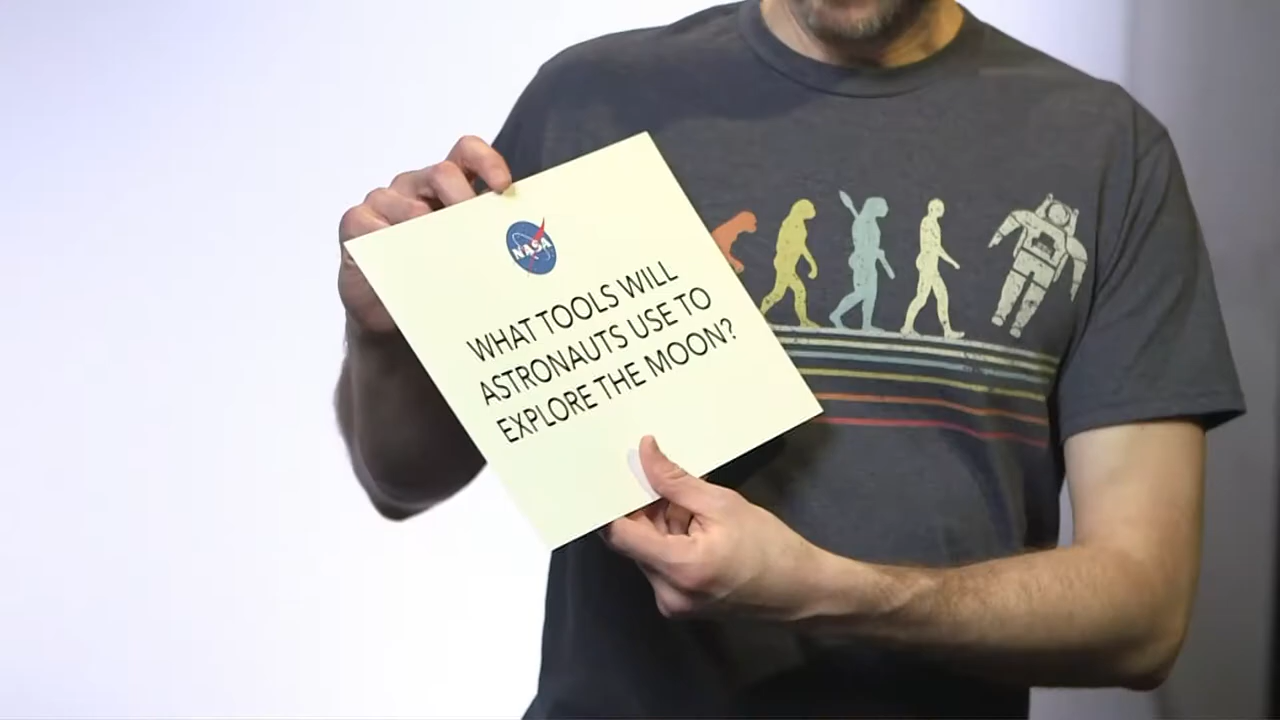 NASA
WHAT TOOLS WILL
ASTRONAUTS USE TO
EXPLORE THE MOON?